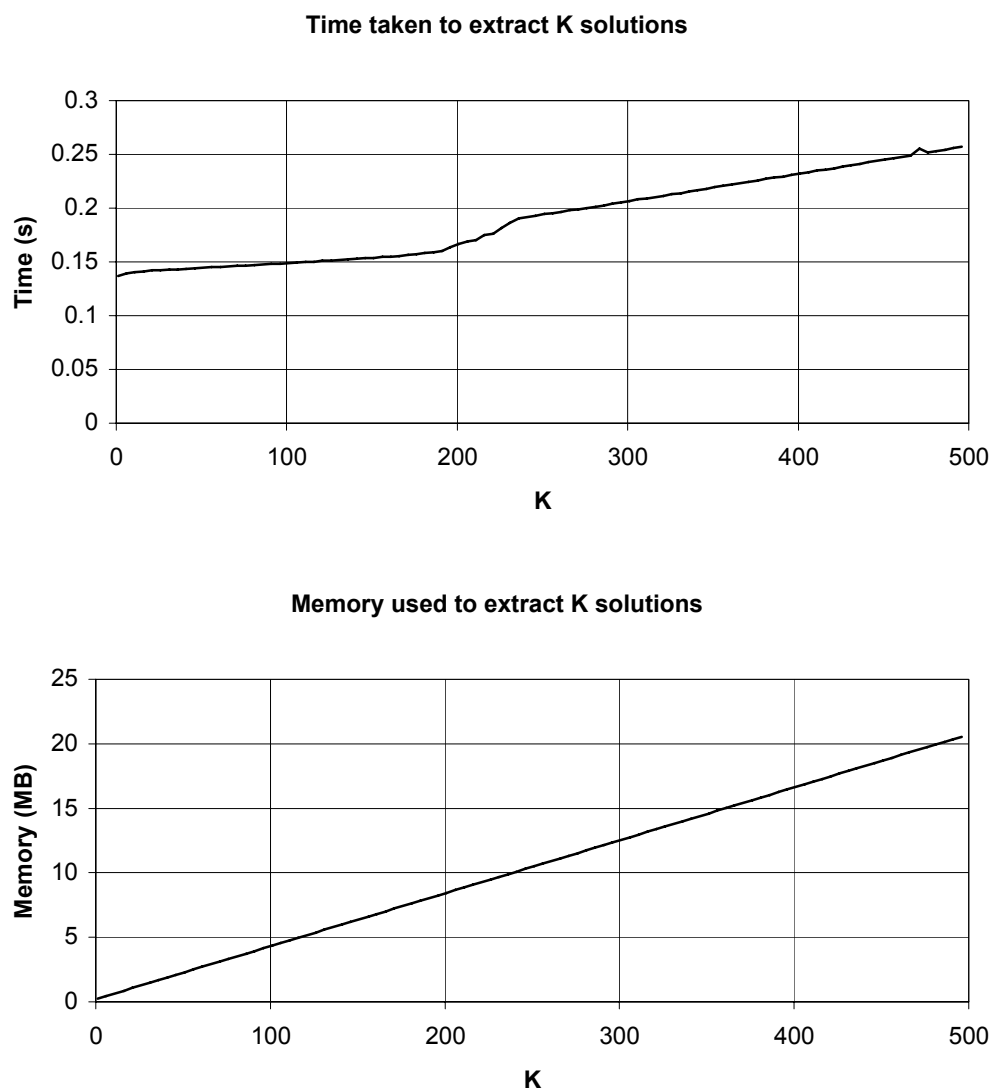 Time taken to extract K solutions
0.3
0.25
0.2
0.15
0.1
0.05
0
Time (s)
0 100 200 300 400 500
K
Memory used to extract K solutions
25
20
15
10
5
0
Memory (MB)
0 100 200 300 400 500
K